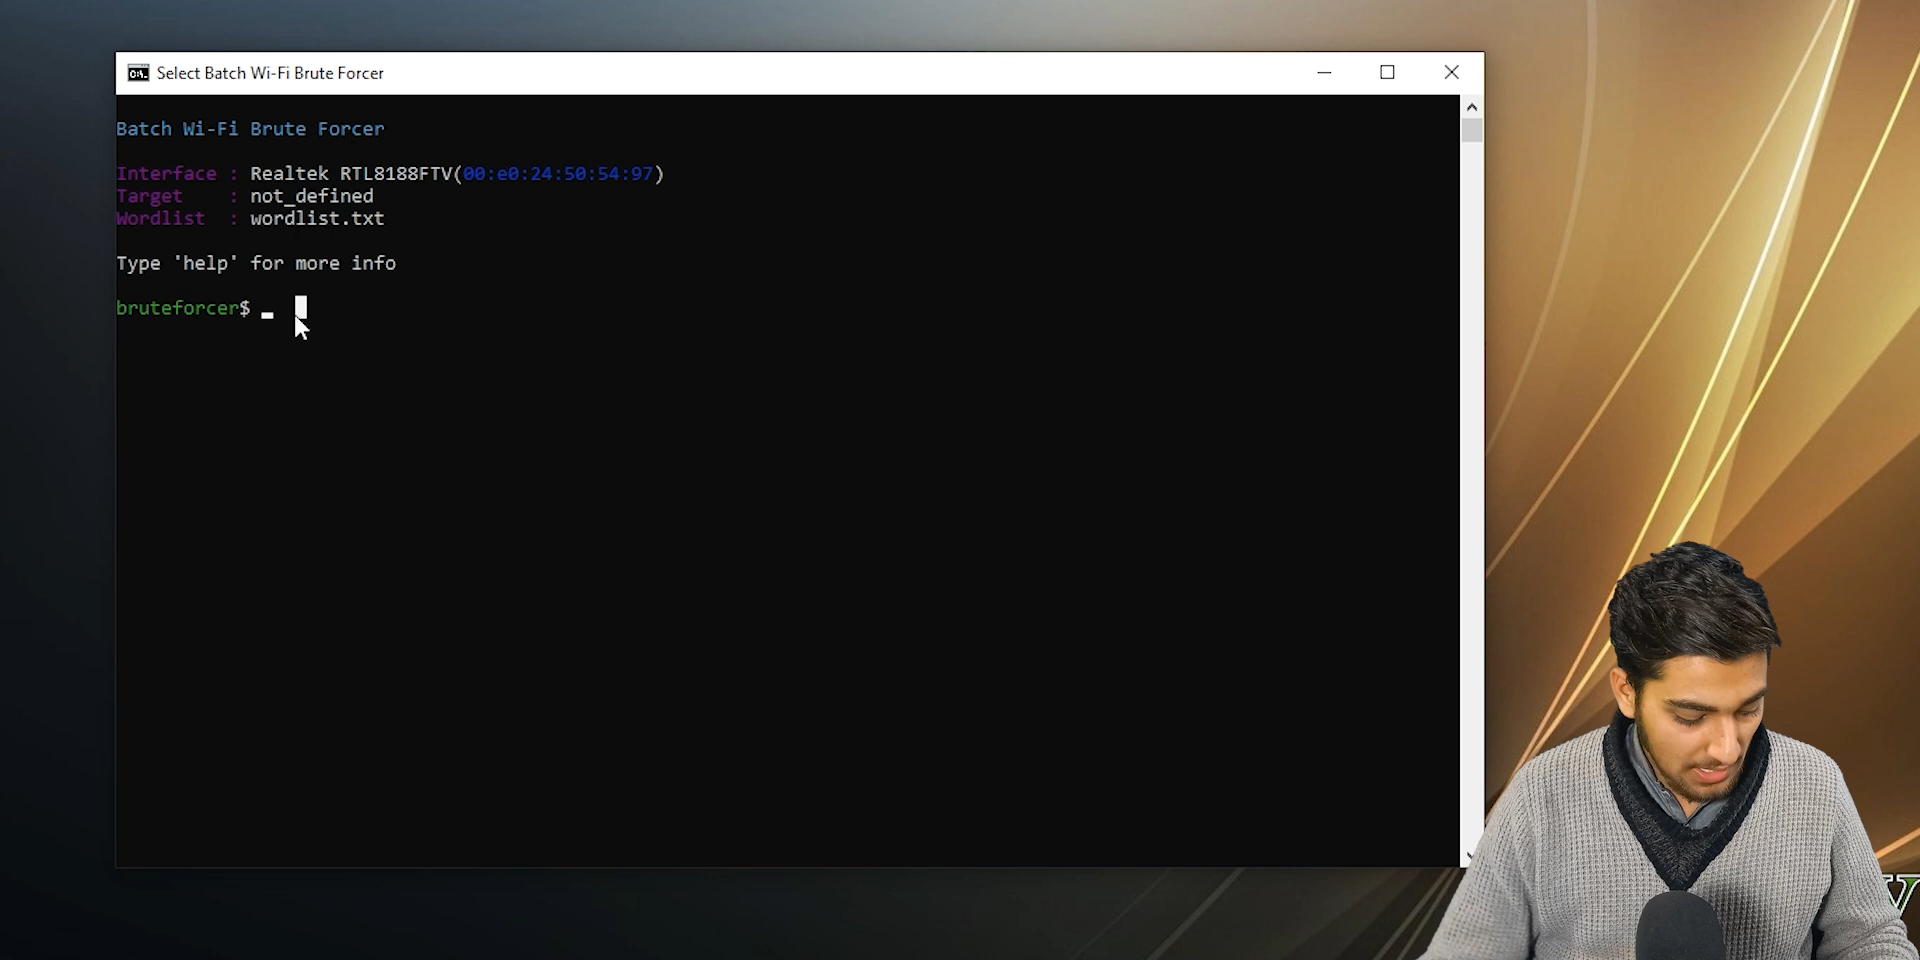 Select Batch Wi-Fi Brute Forcer
Batch Wi-Fi Brute Forcer
Interface : Realtek RTL8188FTV(00:e0:24:50:54:97)
Target : not_defined
Wordlist : wordlist.txt
Type 'help' for more info
bruteforcer$